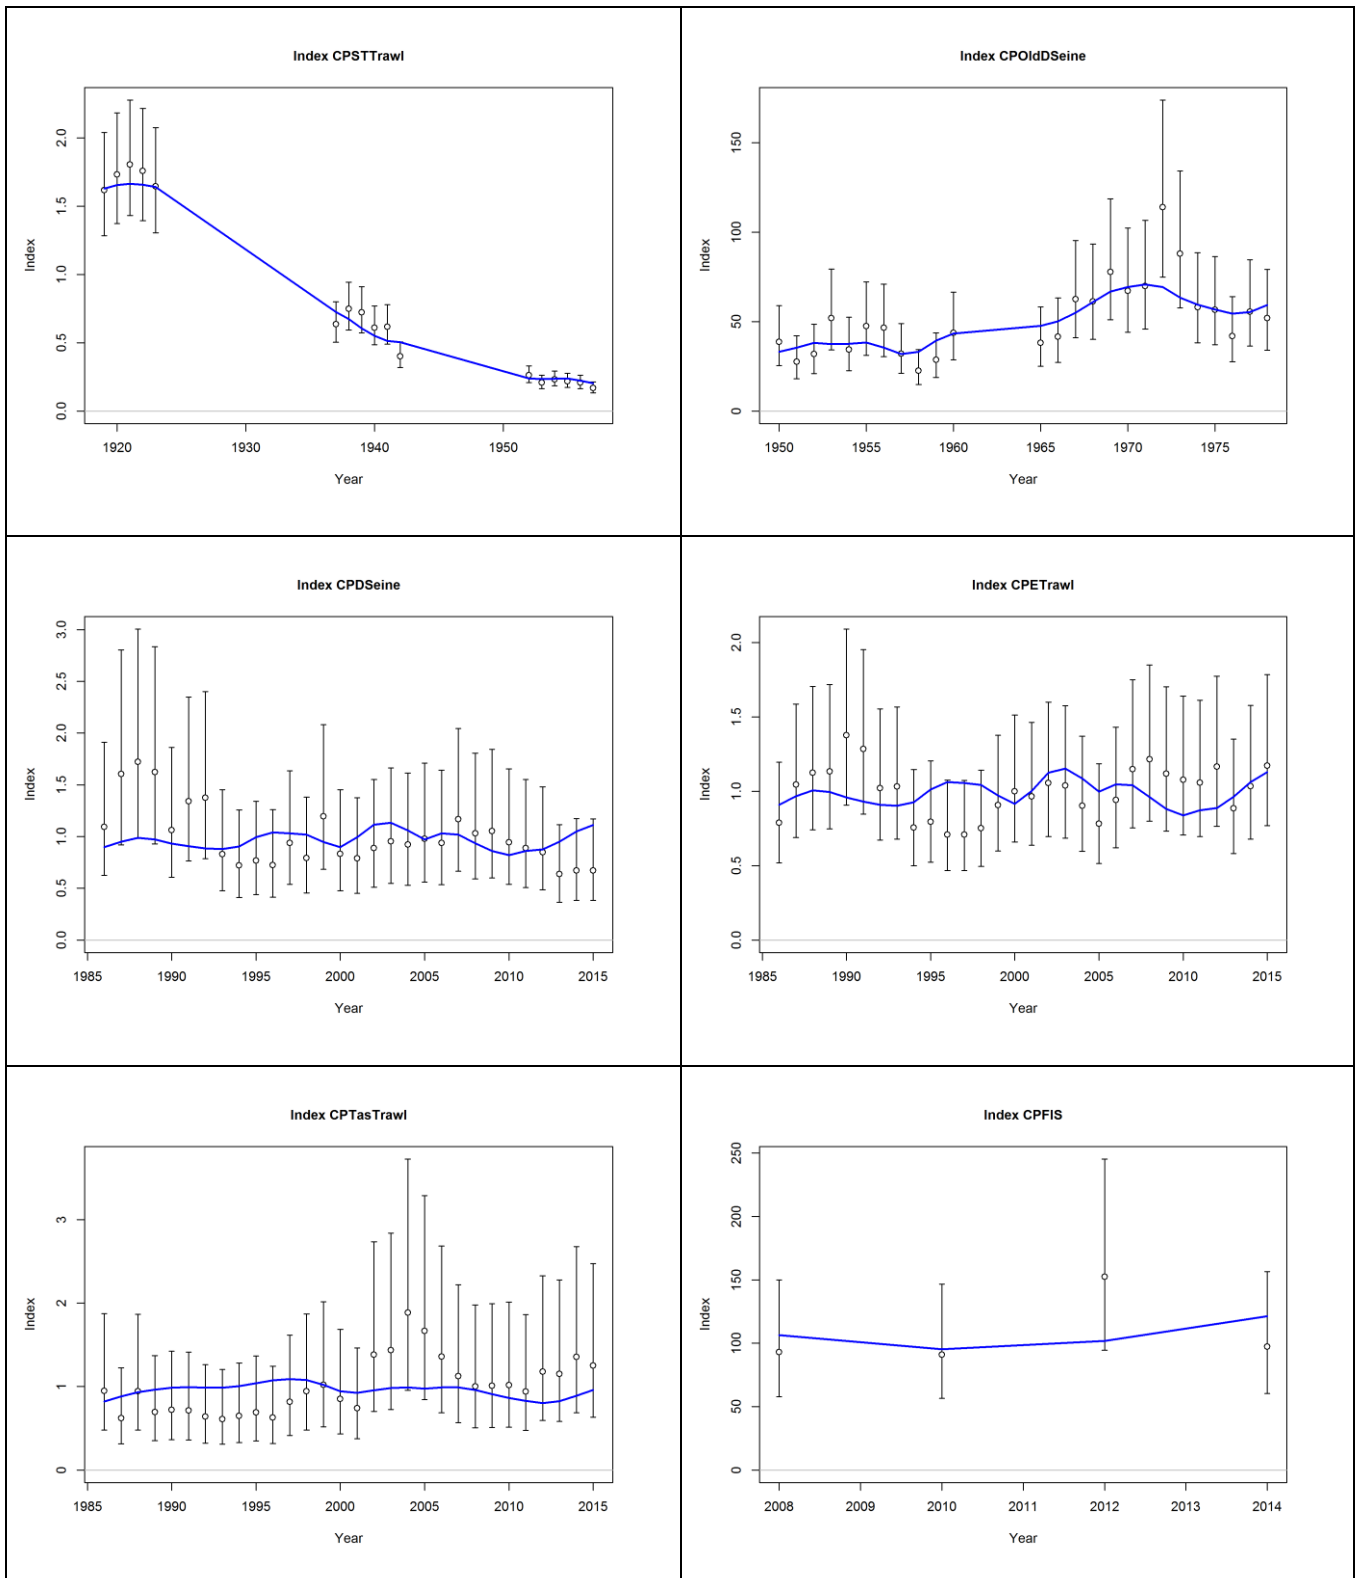 Index CPSTTrawl
Index
0.0 0.5 1.0 1.5 2.0
1920 1930 1940 1950
Year
Index CPOldDSeine
Index
0 50 100 150
1950 1955 1960 1965 1970 1975
Year
Index CPDSeine
Index
0.0 0.5 1.0 1.5 2.0 2.5 3.0
1985 1990 1995 2000 2005 2010 2015
Year
Index CPETrawl
Index
0.0 0.5 1.0 1.5 2.0
1985 1990 1995 2000 2005 2010 2015
Year
Index CPTasTrawl
Index
0 1 2 3
1985 1990 1995 2000 2005 2010 2015
Year
Index CPFIS
Index
0 50 100 150 200 250
2008 2009 2010 2011 2012 2013 2014
Year